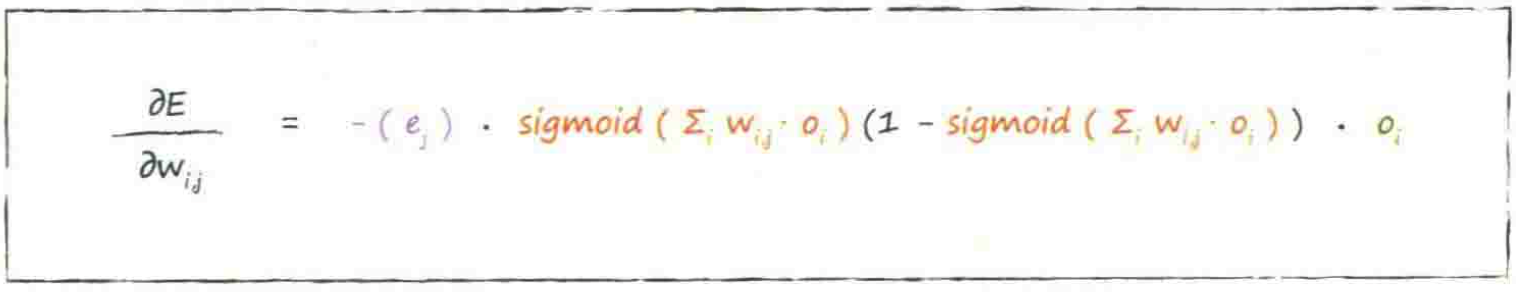 ∂E/∂w_ij = -( e_j ) · sigmoid ( Σ_i w_ij · o_i ) (1 - sigmoid ( Σ_i w_ij · o_i ) ) · o_i